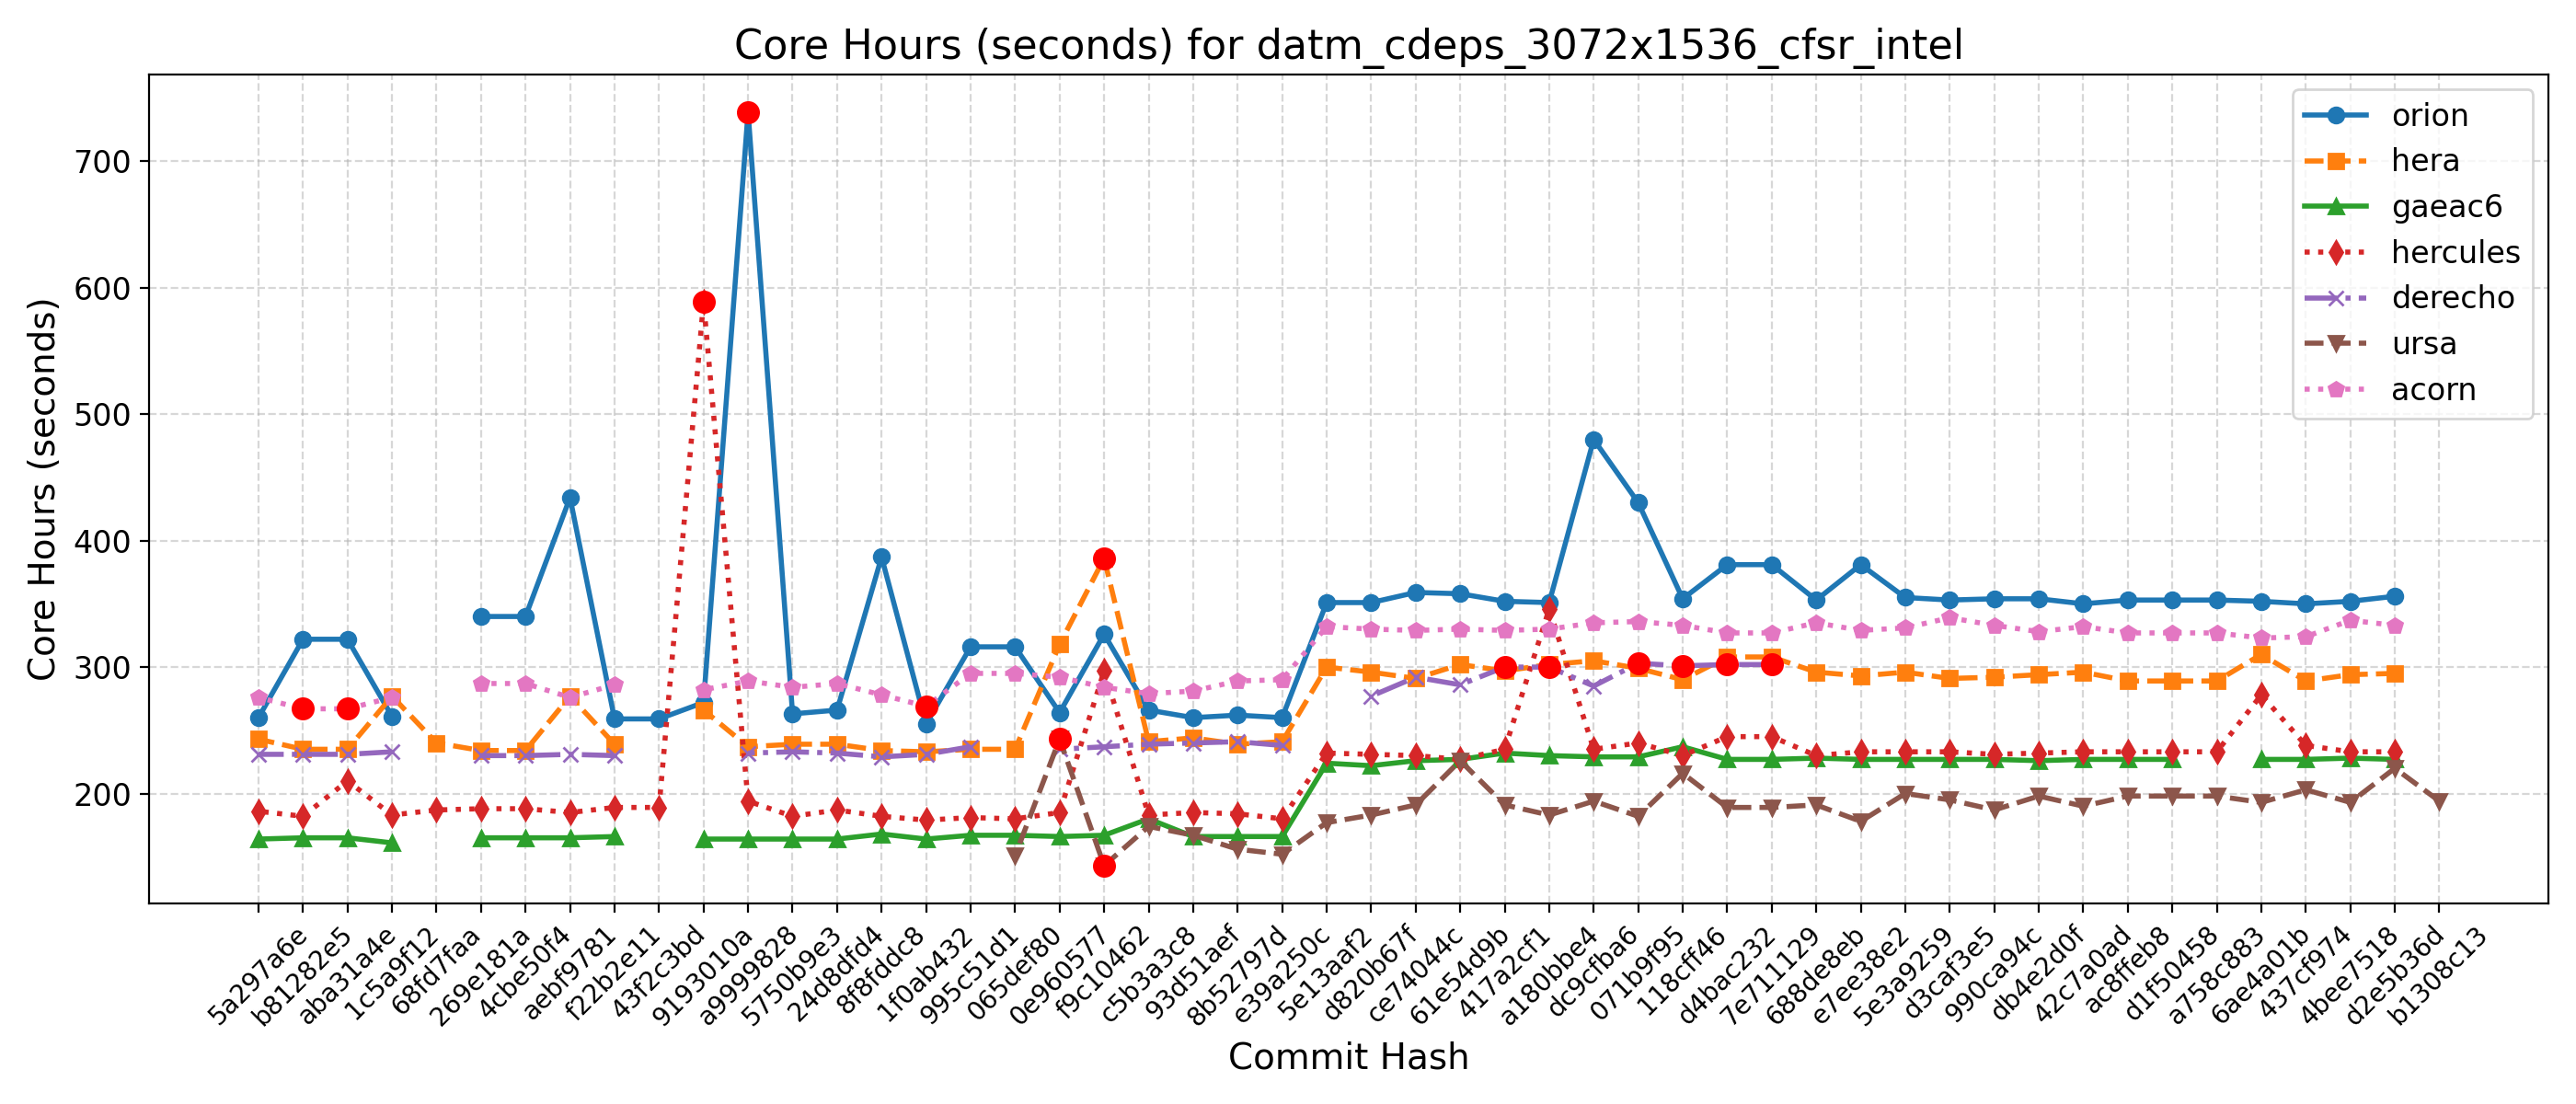 Core Hours (seconds) for datm_cdeps_3072x1536_cfsr_intel
Core Hours (seconds)
700
600
500
400
300
200
orion
hera
gaeac6
hercules
derecho
ursa
acorn
5a297a6e
b81282e5
aba31a4e
1c5a9f12
68fd7faa
269e181a
4cbe50f4
aebf9781
f22b2e11
43f2c3bd
9193010a
a9999828
5750b9e3
24d8dfd4
8f8fddc8
1f0ab432
995c51d1
065def80
0e960577
f9c10462
c5b3a3c8
93d51aef
8b52797d
e39a250c
5e13aaf2
d820b67f
ce74044c
61e54d9b
417a2cf1
a180bbe4
dc9cfba6
071b9f95
118cff46
d4bac232
7e711129
688de8eb
e7ee38e2
5e3a9259
d3caf3e5
990ca94c
db4e2d0f
42c7a0ad
ac8ffeb8
d1f50458
a758c883
6ae4a01b
437cf974
4bee7518
d2e5b36d
b1308c13
Commit Hash